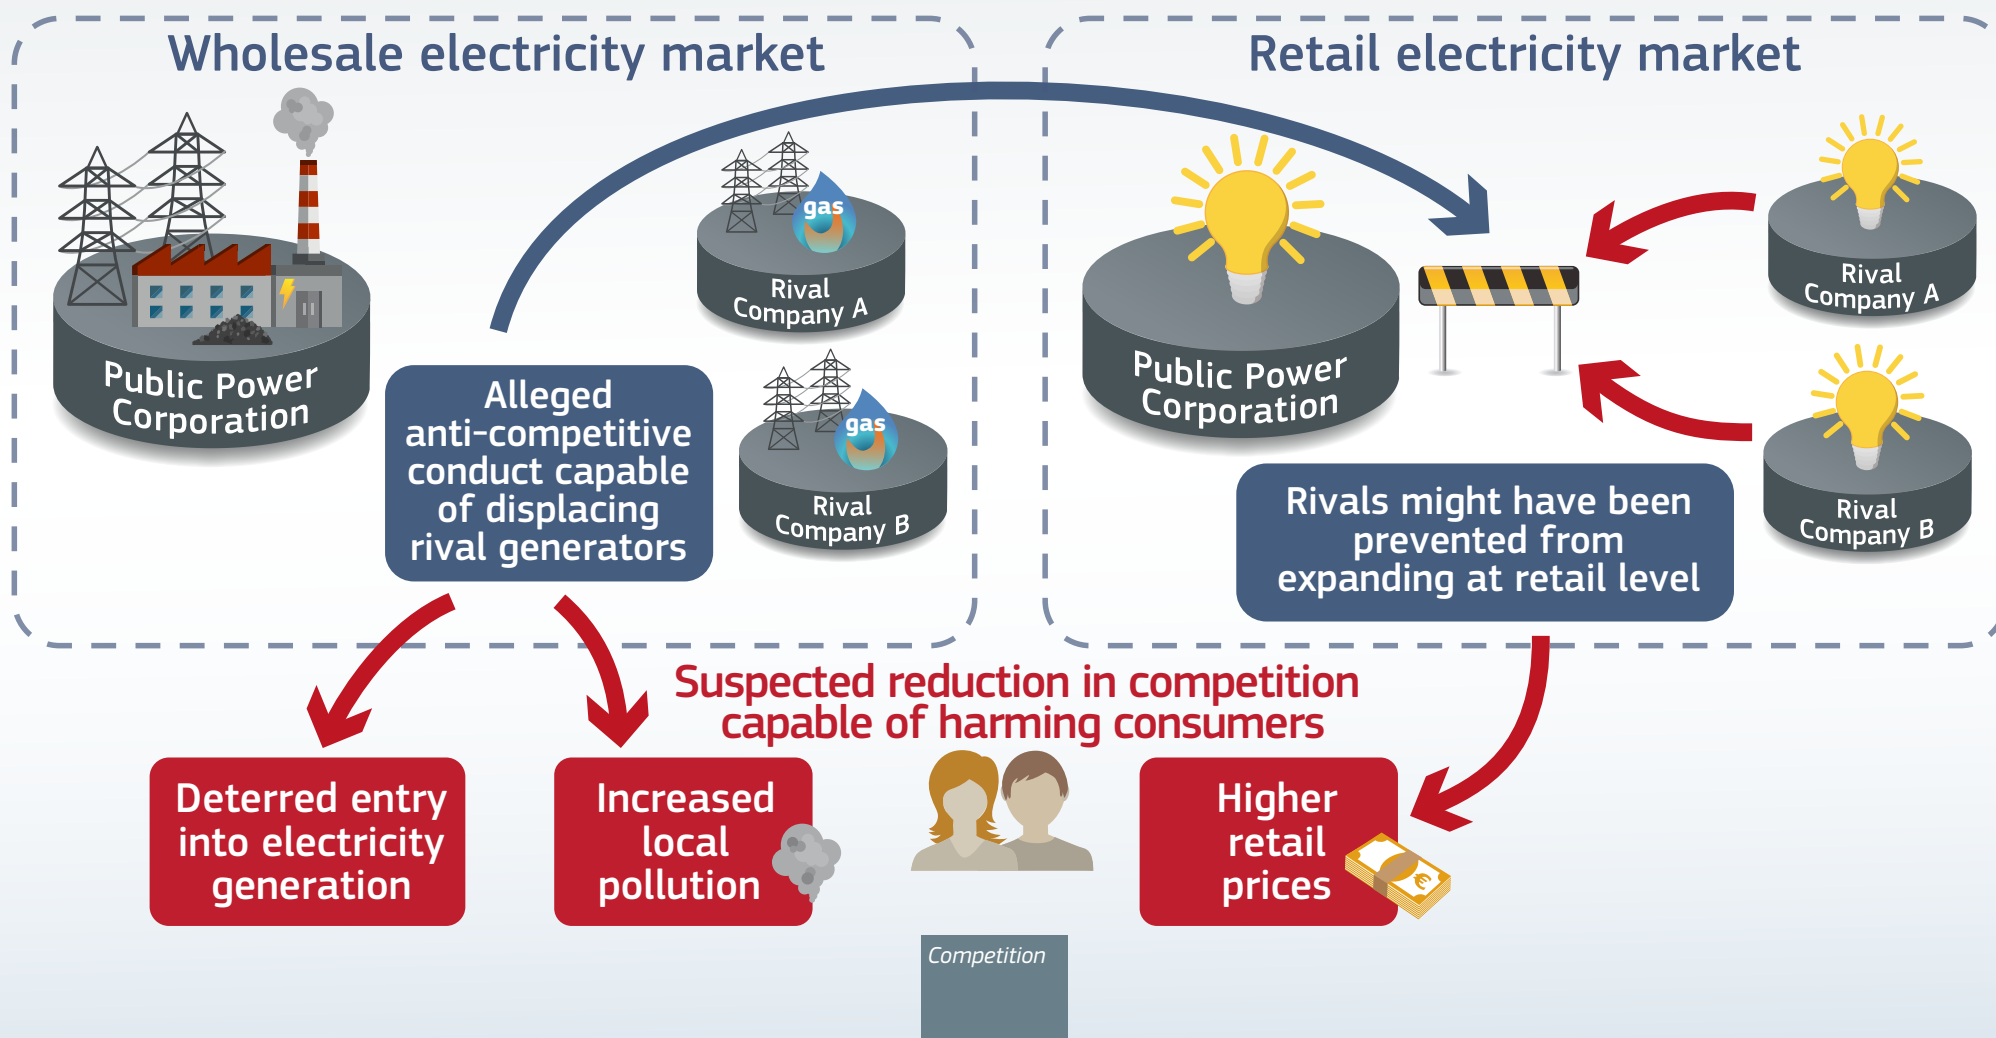 Wholesale electricity market
Public Power
Corporation
Alleged
anti-competitive
conduct capable
of displacing
rival generators
gas
Rival
Company A
gas
Rival
Company B
Retail electricity market
Public Power
Corporation
Rival
Company A
Rival
Company B
Rivals might have been
prevented from
expanding at retail level
Suspected reduction in competition
capable of harming consumers
Deterred entry
into electricity
generation
Increased
local
pollution
Higher
retail
prices
€
Competition